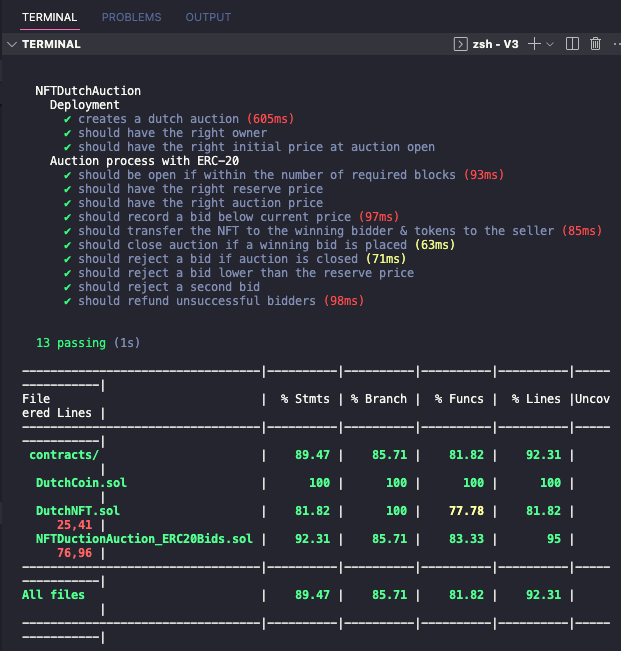 TERMINAL PROBLEMS OUTPUT
TERMINAL zsh - V3
NFTDutchAuction
Deployment
✔ creates a dutch auction (605ms)
✔ should have the right owner
✔ should have the right initial price at auction open
Auction process with ERC-20
✔ should be open if within the number of required blocks (93ms)
✔ should have the right reserve price
✔ should have the right auction price
✔ should record a bid below current price (97ms)
✔ should transfer the NFT to the winning bidder & tokens to the seller (85ms)
✔ should close auction if a winning bid is placed (63ms)
✔ should reject a bid if auction is closed (71ms)
✔ should reject a bid lower than the reserve price
✔ should reject a second bid
✔ should refund unsuccessful bidders (98ms)
13 passing (1s)
----------------------------------|----------|----------|----------|----------|-----
-----------|
File | % Stmts | % Branch | % Funcs | % Lines |Uncov
ered Lines |
----------------------------------|----------|----------|----------|----------|-----
-----------|
contracts/ | 89.47 | 85.71 | 81.82 | 92.31 |
|
DutchCoin.sol | 100 | 100 | 100 | 100 |
|
DutchNFT.sol | 81.82 | 100 | 77.78 | 81.82 |
25,41 |
NFTDuctionAuction_ERC20Bids.sol | 92.31 | 85.71 | 83.33 | 95 |
76,96 |
----------------------------------|----------|----------|----------|----------|-----
-----------|
All files | 89.47 | 85.71 | 81.82 | 92.31 |
|
----------------------------------|----------|----------|----------|----------|-----
-----------|